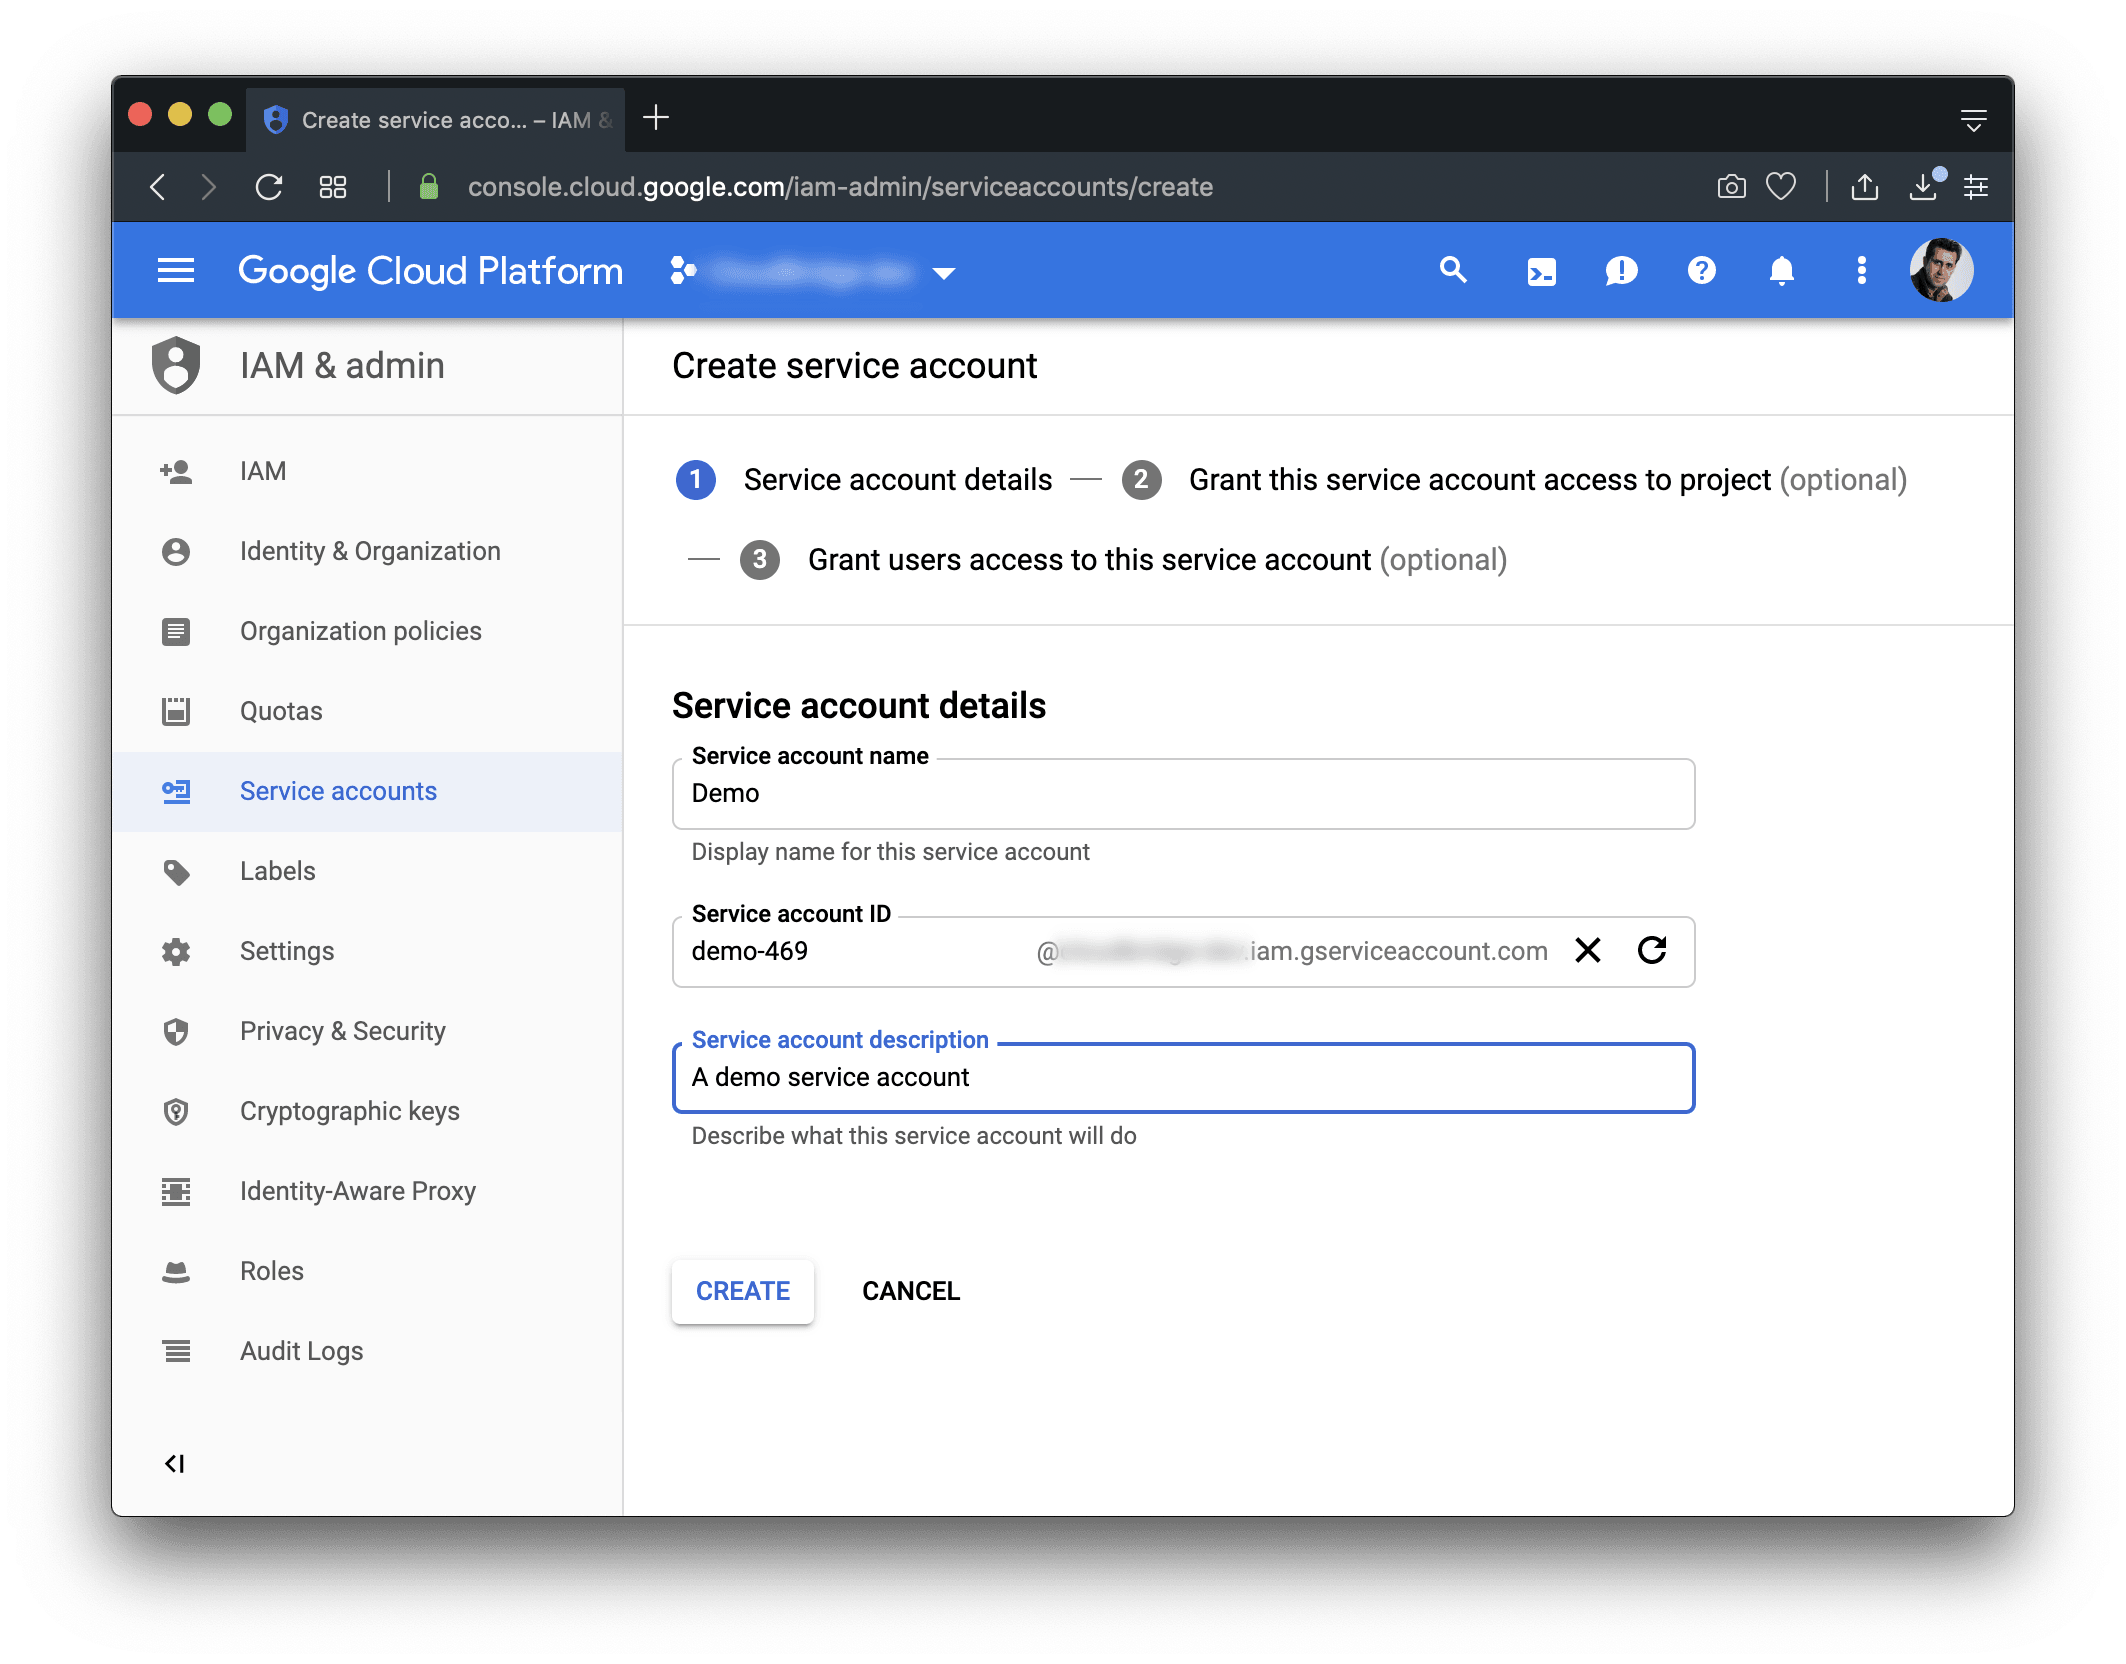 Create service acco... – IAM &
console.cloud.google.com/iam-admin/serviceaccounts/create
Google Cloud Platform
IAM & admin
Create service account
IAM
Identity & Organization
Organization policies
Quotas
Service accounts
Labels
Settings
Privacy & Security
Cryptographic keys
Identity-Aware Proxy
Roles
Audit Logs
1 Service account details — 2 Grant this service account access to project (optional)
— 3 Grant users access to this service account (optional)
Service account details
Service account name
Demo
Display name for this service account
Service account ID
demo-469 @ .iam.gserviceaccount.com
Service account description
A demo service account
Describe what this service account will do
CREATE CANCEL